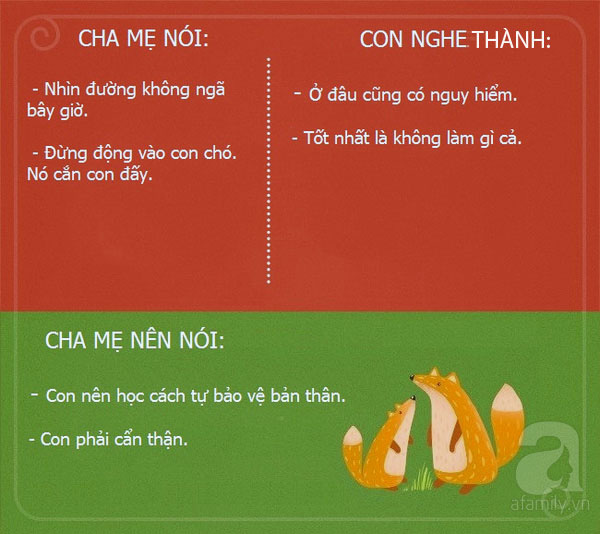 CHA MẸ NÓI:
- Nhìn đường không ngã
bây giờ.
- Đừng động vào con chó.
Nó cắn con đấy.
CON NGHE THÀNH:
- Ở đâu cũng có nguy hiểm.
- Tốt nhất là không làm gì cả.
CHA MẸ NÊN NÓI:
- Con nên học cách tự bảo vệ bản thân.
- Con phải cẩn thận.
a
afamily.vn